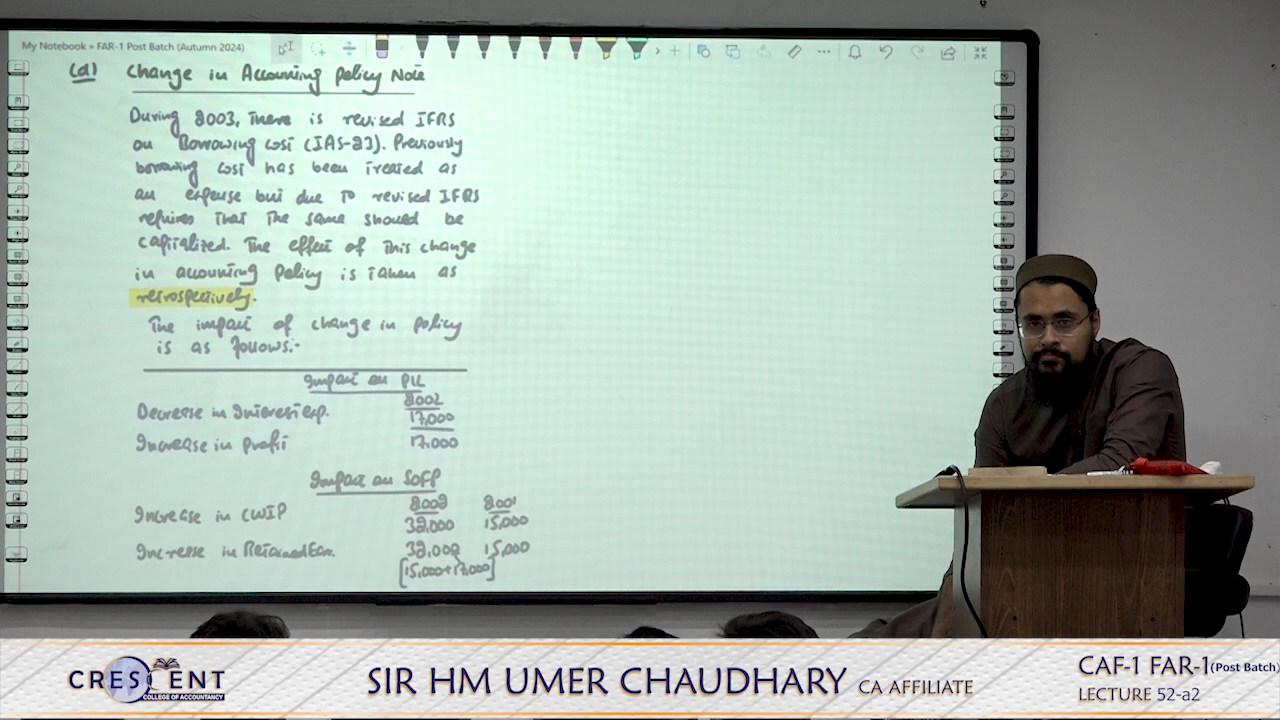 My Notebook » FAR-1 Post Batch (Autumn 2024)
(d) Change in Accounting Policy Note
During 2003, There is revised IFRS
on Borrowing cost (IAS-23). Previously
borrowing cost has been treated as
an expense but due to revised IFRS
requires that the same should be
capitalized. The effect of this change
in accounting policy is taken as
retrospectively.
The impact of change in policy
is as follows:-
Impact on P/L
2002
Decrease in Interest exp. 17,000
Increase in profit 17,000
Impact on SOFP
2002 2001
Increase in CWIP 32,000 15,000
Increase in Retained Ear. 32,000 15,000
[15,000+17,000]
CRESCENT
COLLEGE OF ACCOUNTANCY
SIR HM UMER CHAUDHARY CA AFFILIATE
CAF-1 FAR-1 (Post Batch)
LECTURE 52-a2